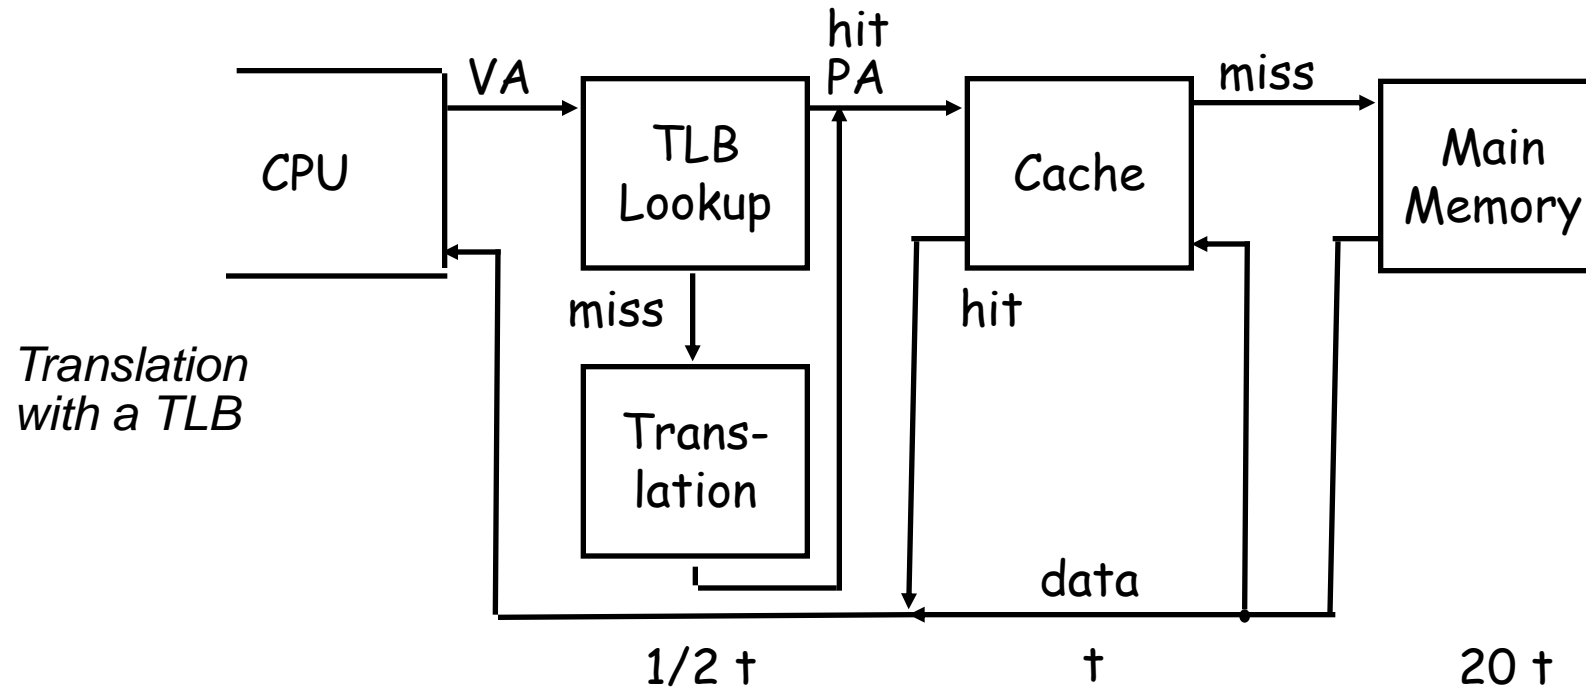 hit
VA
PA
miss
CPU
TLB
Lookup
Cache
Main
Memory
miss
hit
Translation
with a TLB
Trans-
lation
data
1/2 t
t
20 t